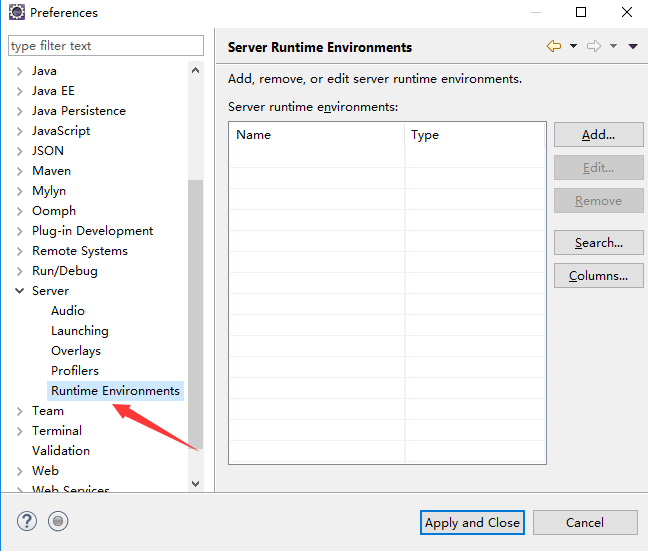 Preferences
type filter text
Java
Java EE
Java Persistence
JavaScript
JSON
Maven
Mylyn
Oomph
Plug-in Development
Remote Systems
Run/Debug
Server
Audio
Launching
Overlays
Profilers
Runtime Environments
Team
Terminal
Validation
Web
Web Services
Server Runtime Environments
Add, remove, or edit server runtime environments.
Server runtime environments:
Name Type
Add...
Edit...
Remove
Search...
Columns...
?
Apply and Close
Cancel